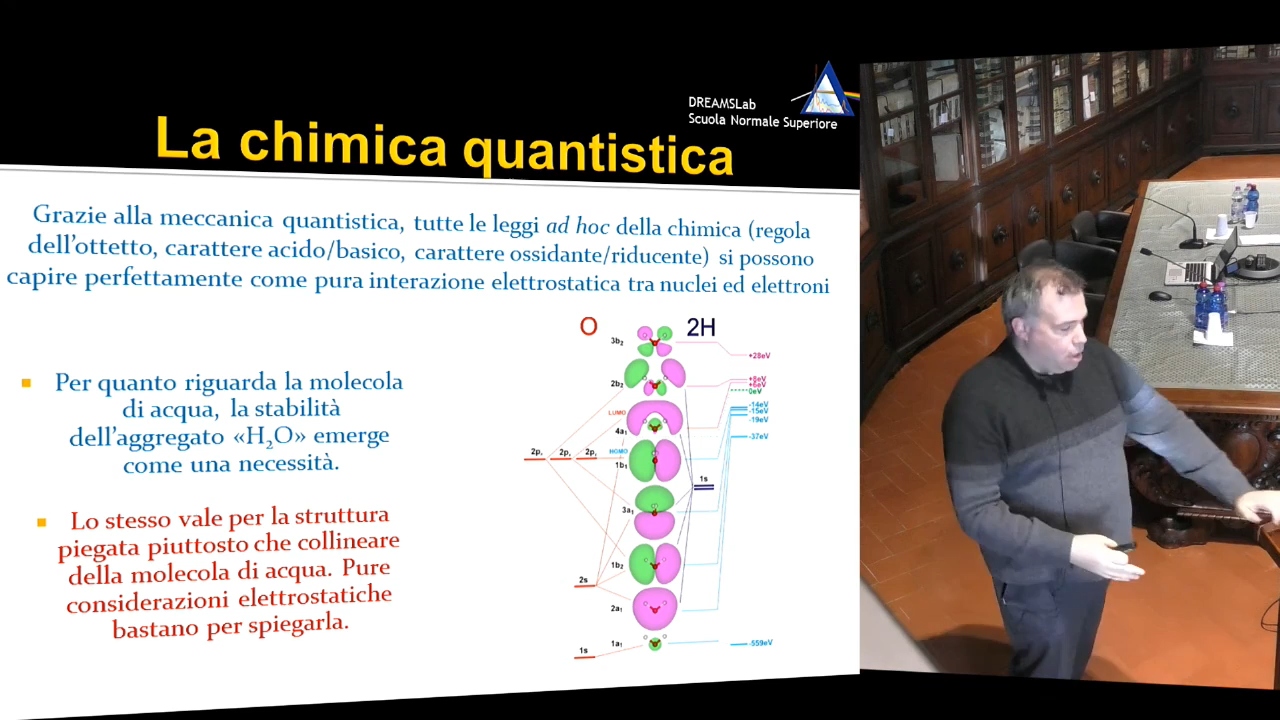 DREAMSLab
Scuola Normale Superiore
La chimica quantistica
Grazie alla meccanica quantistica, tutte le leggi ad hoc della chimica (regola
dell'ottetto, carattere acido/basico, carattere ossidante/riducente) si possono
capire perfettamente come pura interazione elettrostatica tra nuclei ed elettroni
Per quanto riguarda la molecola
di acqua, la stabilità
dell'aggregato «H₂O» emerge
come una necessità.
Lo stesso vale per la struttura
piegata piuttosto che collineare
della molecola di acqua. Pure
considerazioni elettrostatiche
bastano per spiegarla.
O 2H
3b₂
+28eV
2b₂
+8eV
+6eV
0eV
-14eV
-15eV
LUMO
-19eV
4a₁
-37eV
HOMO
2p 2p 2p
1b₁
1s
3a₁
1b₂
2s
2a₁
1a₁
-559eV
1s